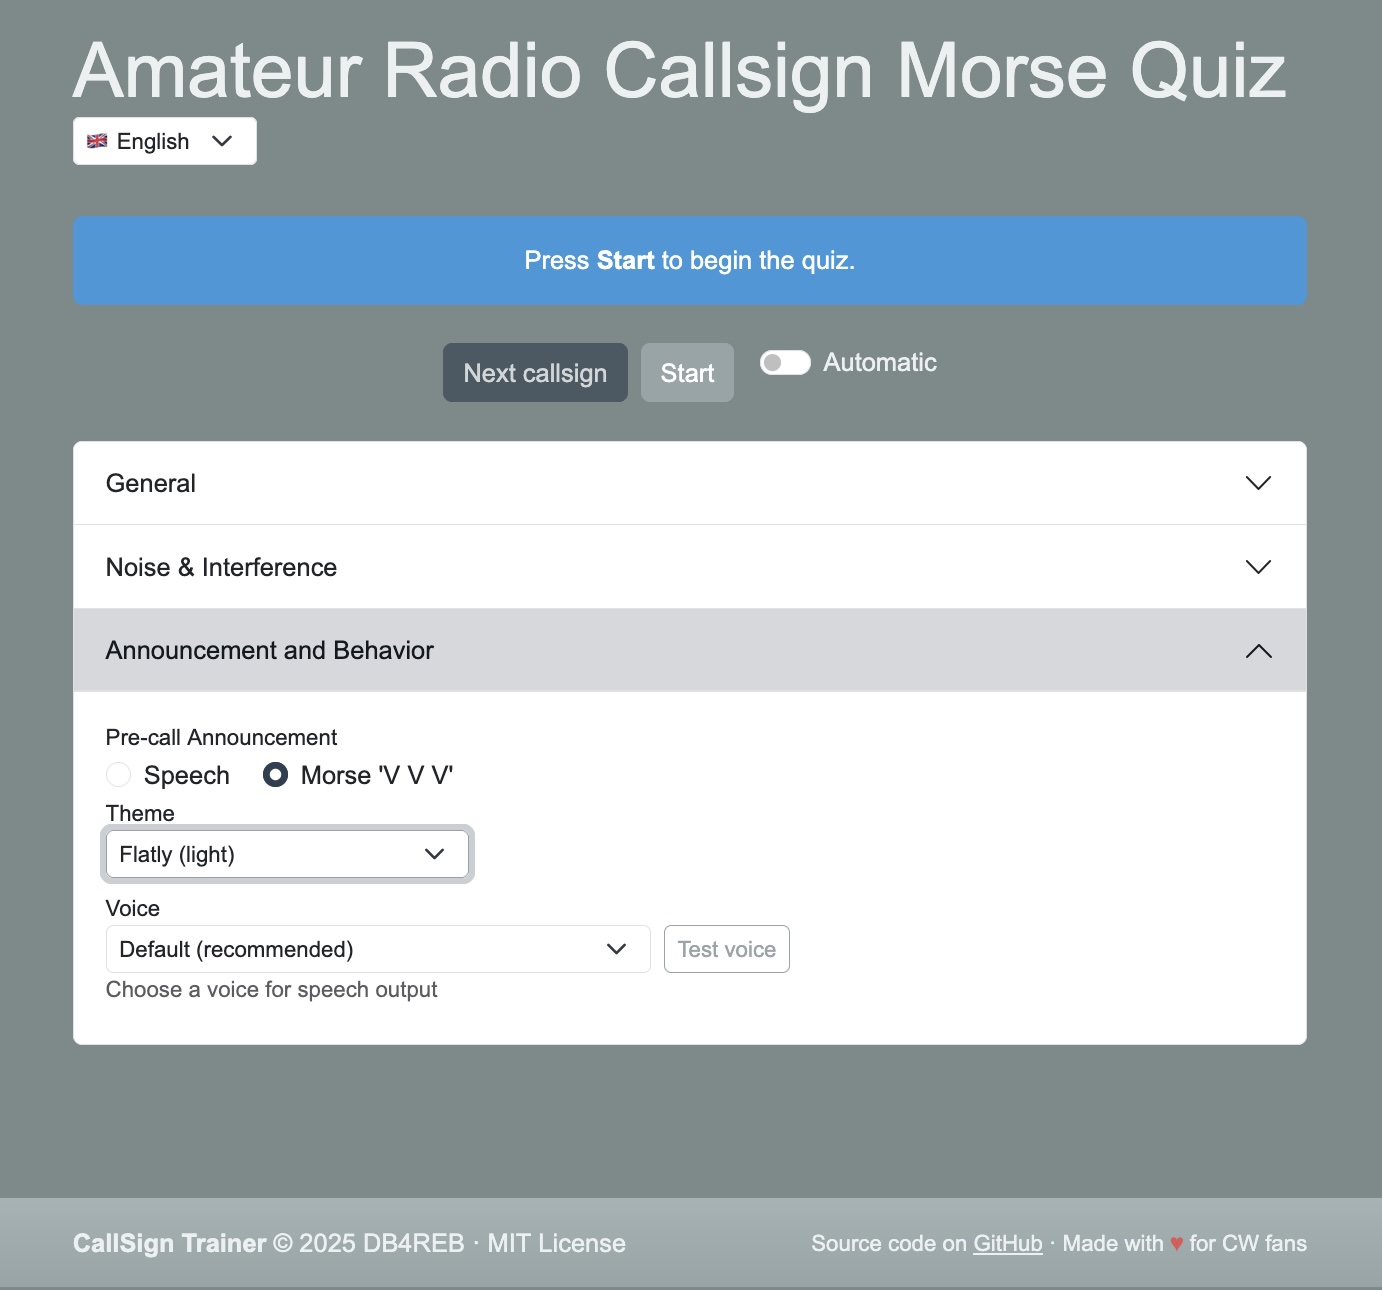 Amateur Radio Callsign Morse Quiz
English
Press Start to begin the quiz.
Next callsign Start Automatic
General
Noise & Interference
Announcement and Behavior
Pre-call Announcement
Speech Morse 'V V V'
Theme
Flatly (light)
Voice
Default (recommended) Test voice
Choose a voice for speech output
CallSign Trainer © 2025 DB4REB · MIT License
Source code on GitHub · Made with ♥ for CW fans